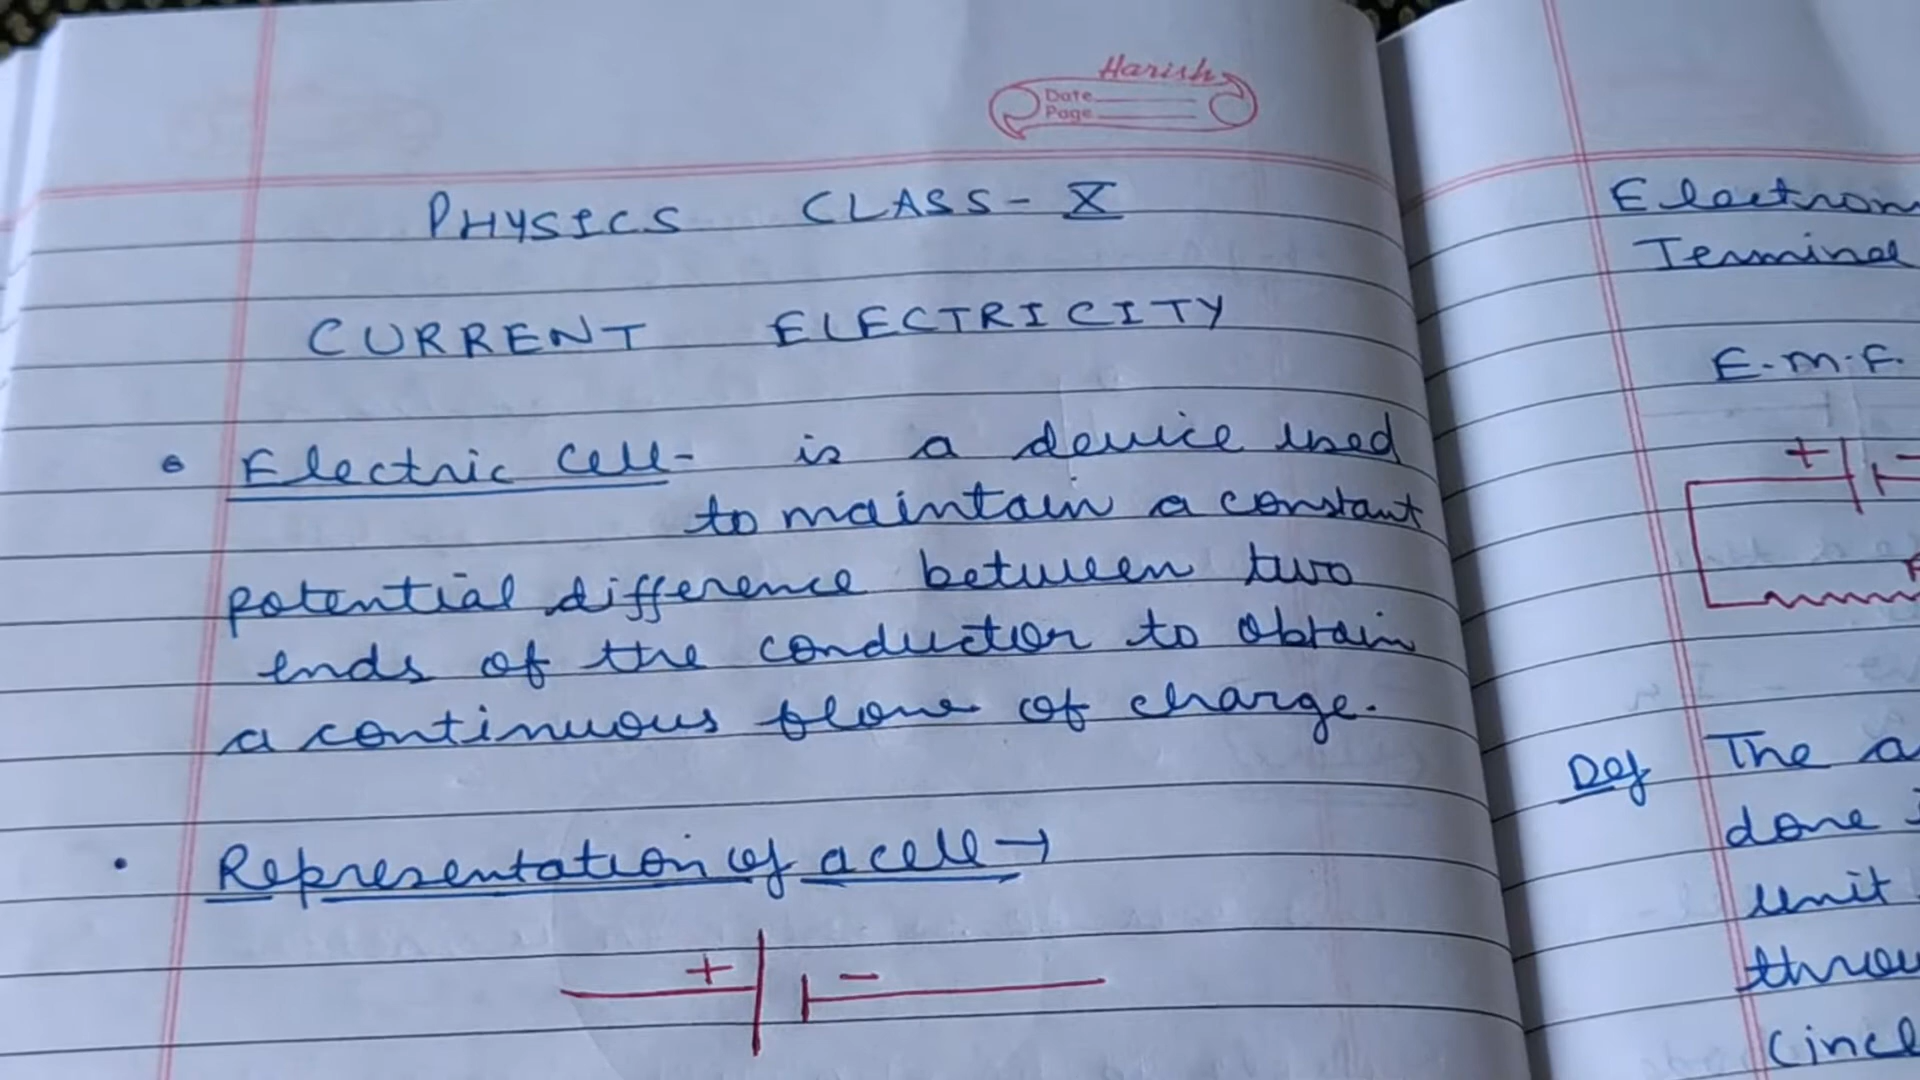 Harish
Date
Page
PHYSICS CLASS - X
CURRENT ELECTRICITY
• Electric Cell - is a device used
to maintain a constant
potential difference between two
ends of the conductor to obtain
a continuous flow of charge.
• Representation of a cell →
+ -
Electrom
Terminal
E.M.F.
+ -
Def The a
done
unit
throu
(incl